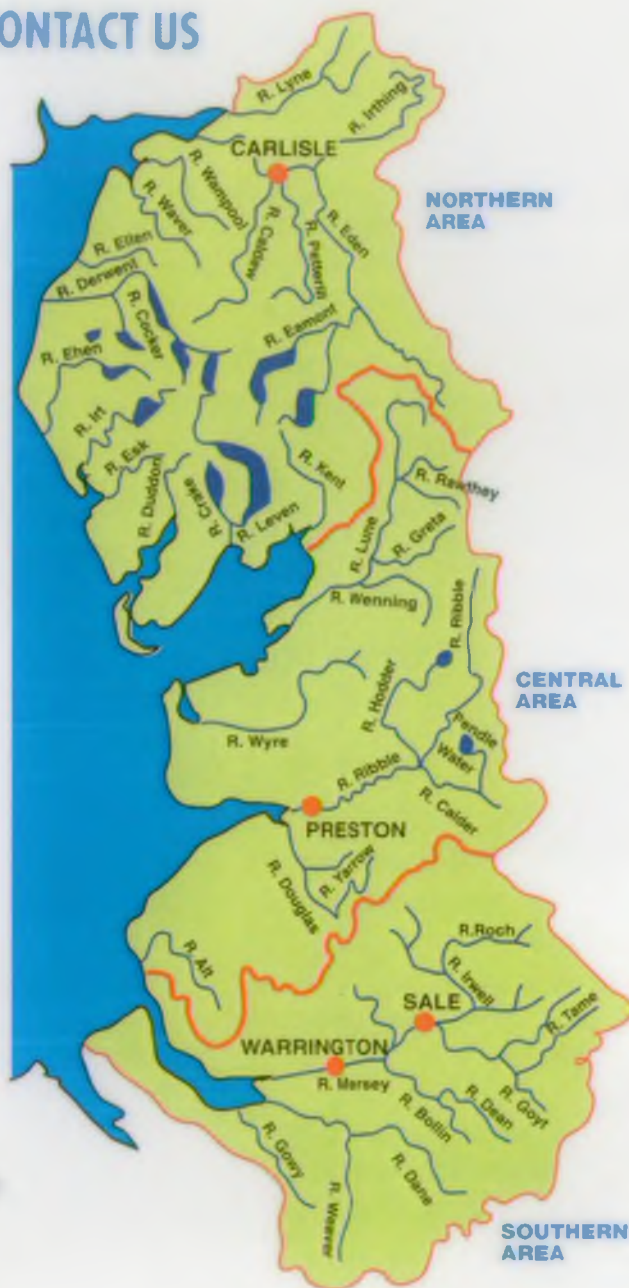 ONTACT US
R. Lyne
R. Irthing
CARLISLE
NORTHERN
AREA
R. Wampool
R. Waver
R. Caldew
R. Petteril
R. Eden
R. Ellen
R. Derwent
R. Cocker
R. Eamont
R. Ehen
R. Irt
R. Esk
R. Duddon
R. Crake
R. Leven
R. Kent
R. Rawthey
R. Lune
R. Greta
R. Wenning
R. Ribble
R. Hodder
CENTRAL
AREA
Pendle
Water
R. Wyre
R. Ribble
R. Calder
PRESTON
R. Yarrow
R. Douglas
R. Alt
R.Roch
R. Irwell
SALE
R. Tame
WARRINGTON
R. Mersey
R. Goyt
R. Dean
R. Bollin
R. Gowy
R. Dane
R. Weaver
SOUTHERN
AREA